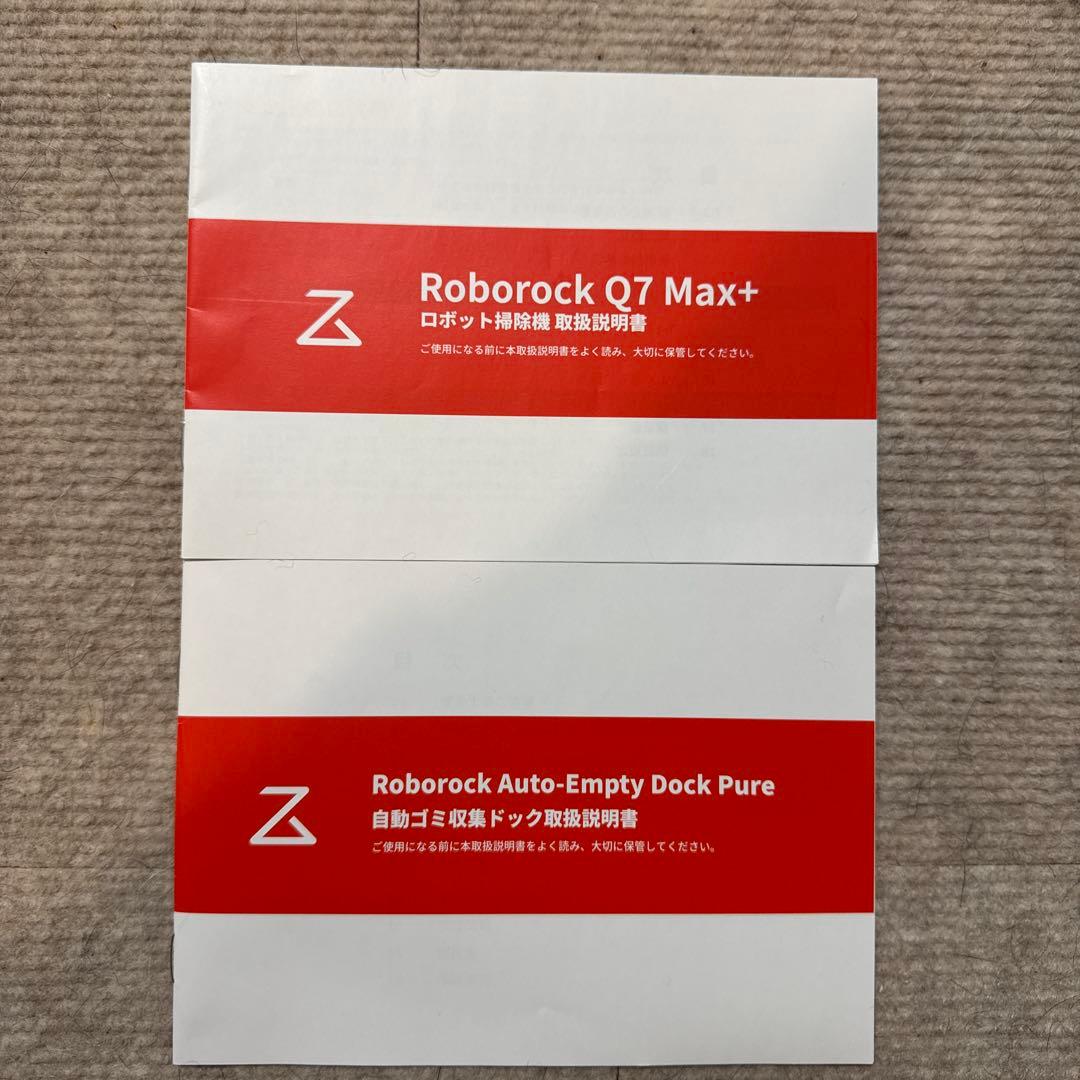 Roborock Q7 Max+
ロボット掃除機 取扱説明書
ご使用になる前に本取扱説明書をよく読み、大切に保管してください。
Roborock Auto-Empty Dock Pure
自動ゴミ収集ドック取扱説明書
ご使用になる前に本取扱説明書をよく読み、大切に保管してください。